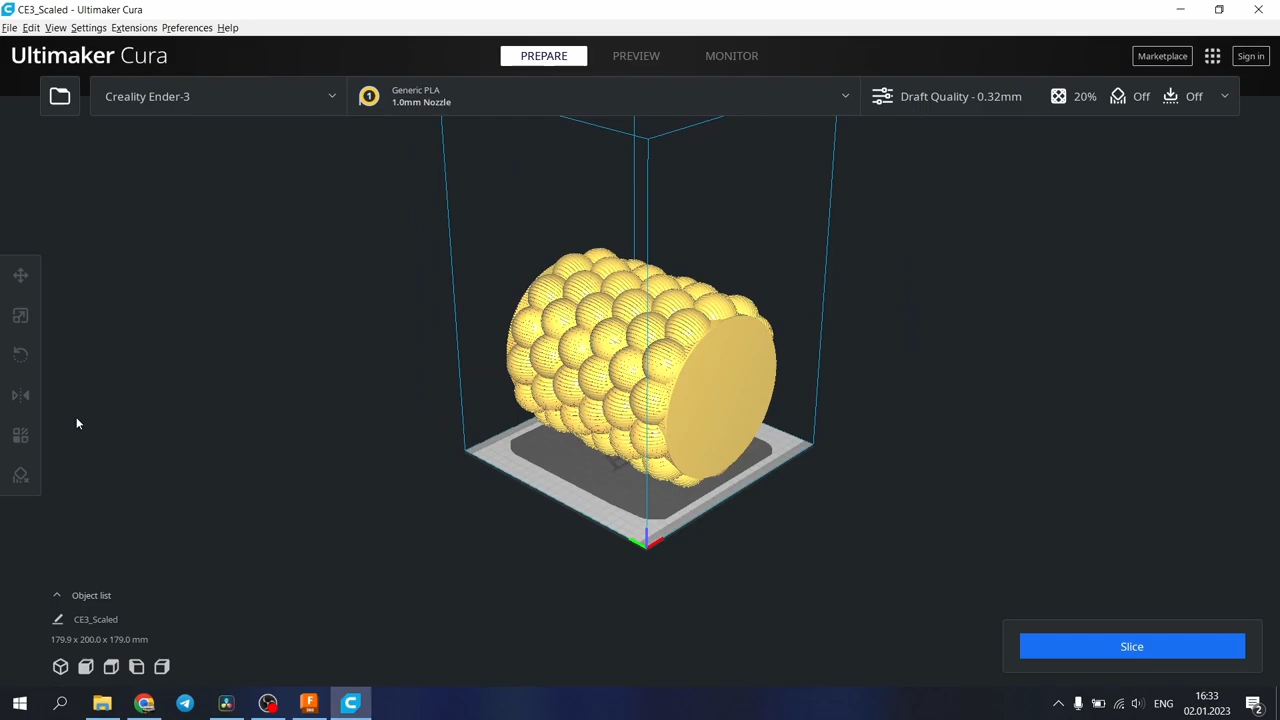 CE3_Scaled - Ultimaker Cura
File Edit View Settings Extensions Preferences Help
Ultimaker Cura
PREPARE PREVIEW MONITOR
Marketplace Sign in
Creality Ender-3
1 Generic PLA
1.0mm Nozzle
Draft Quality - 0.32mm 20% Off Off
Object list
CE3_Scaled
179.9 x 200.0 x 179.0 mm
Slice
ENG
16:33
02.01.2023
2